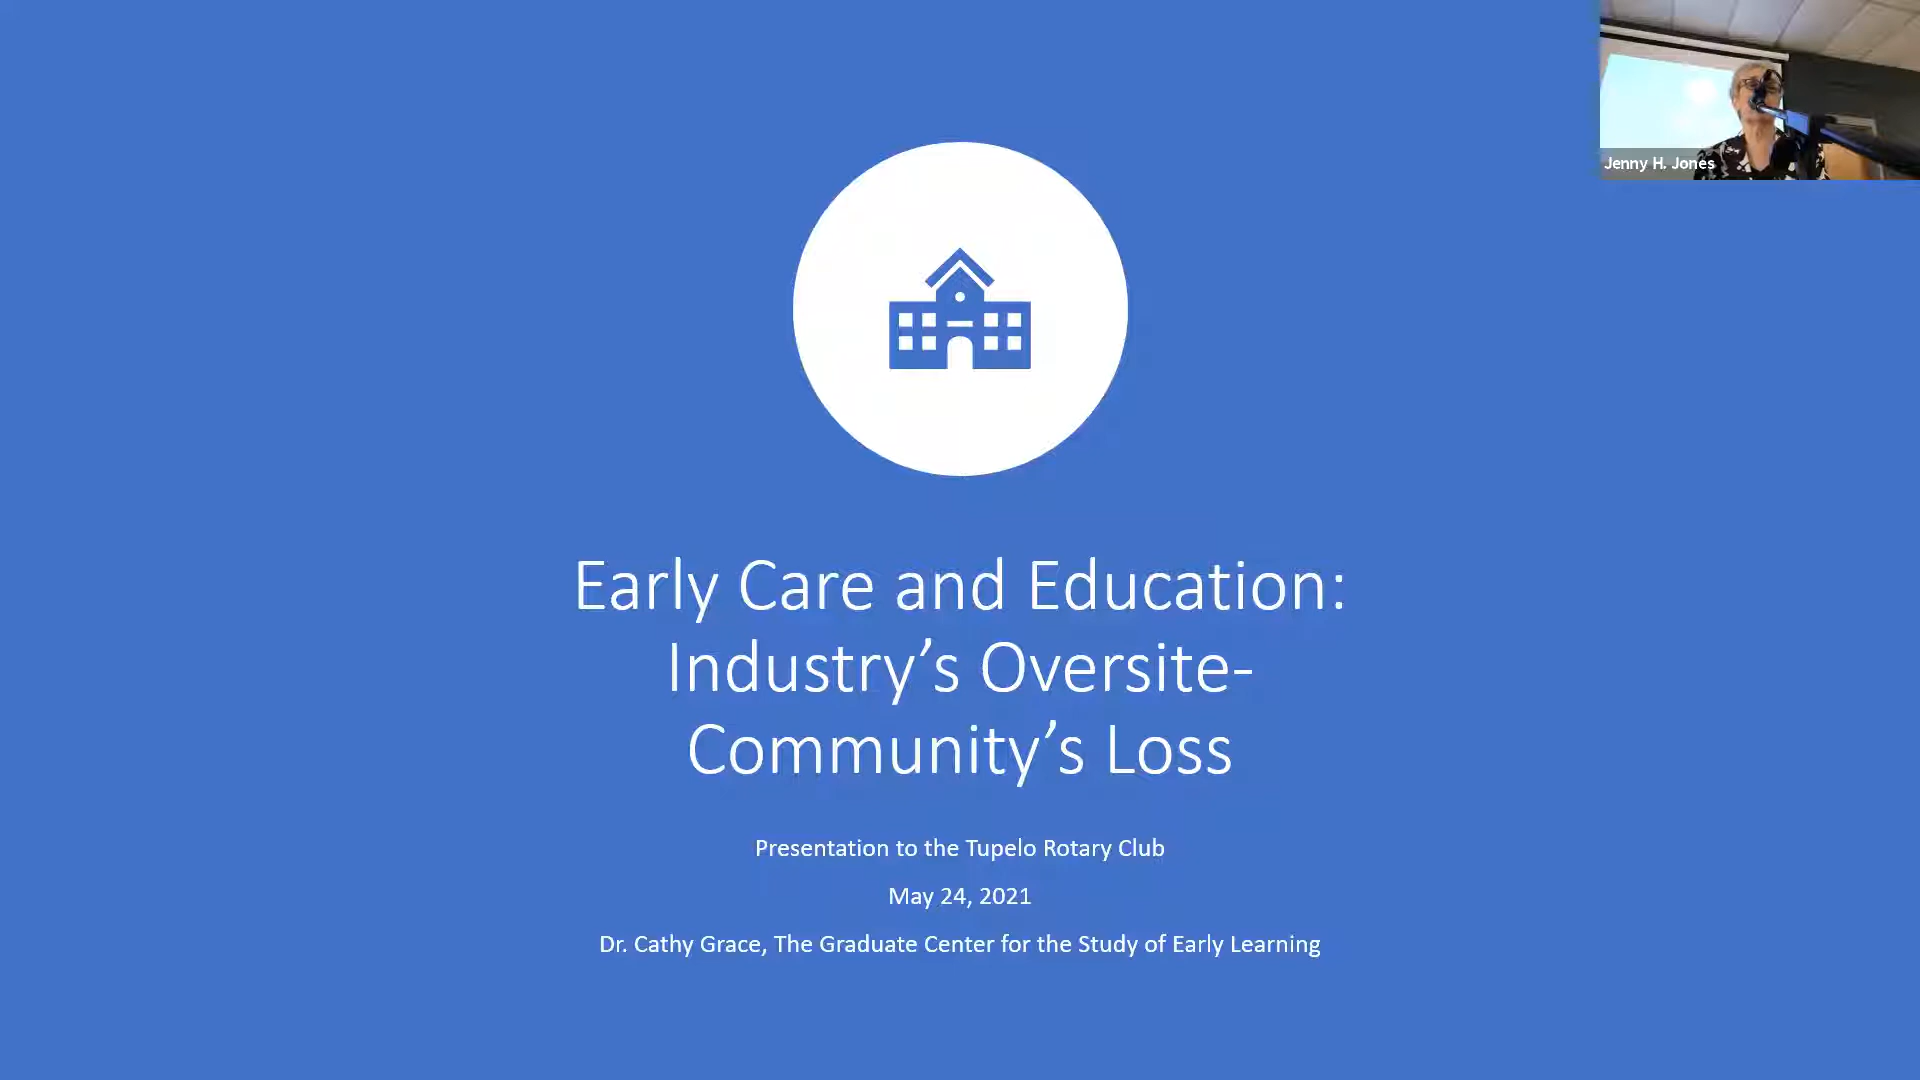 Jenny H. Jones
Early Care and Education:
Industry’s Oversite-
Community’s Loss
Presentation to the Tupelo Rotary Club
May 24, 2021
Dr. Cathy Grace, The Graduate Center for the Study of Early Learning